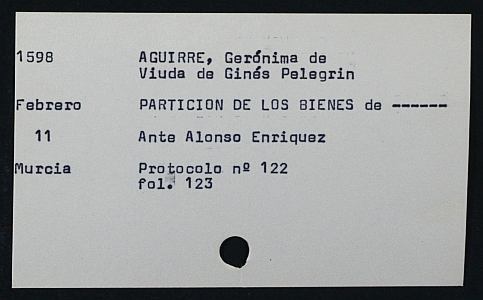 1598 AGUIRRE, Gerónima de
Viuda de Ginés Pelegrin
Febrero PARTICION DE LOS BIENES de ------
11 Ante Alonso Enriquez
Murcia Protocolo nº 122
fol. 123